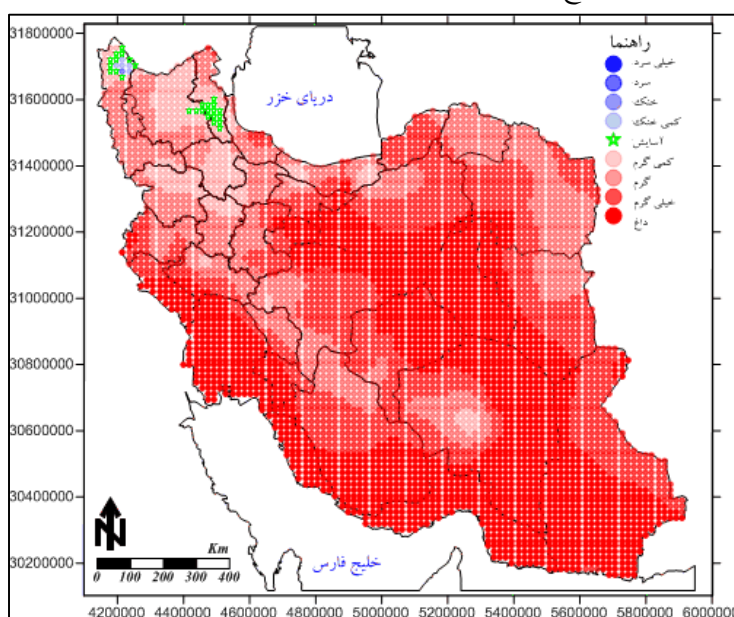 راهنما
خیلی سرد
سرد
خنک
کمی خنک
آسایش
کمی گرم
گرم
خیلی گرم
داغ
دریای خزر
خلیج فارس
31800000
31600000
31400000
31200000
31000000
30800000
30600000
30400000
30200000
N
Km
0 100 200 300 400
4200000 4400000 4600000 4800000 5000000 5200000 5400000 5600000 5800000 6000000